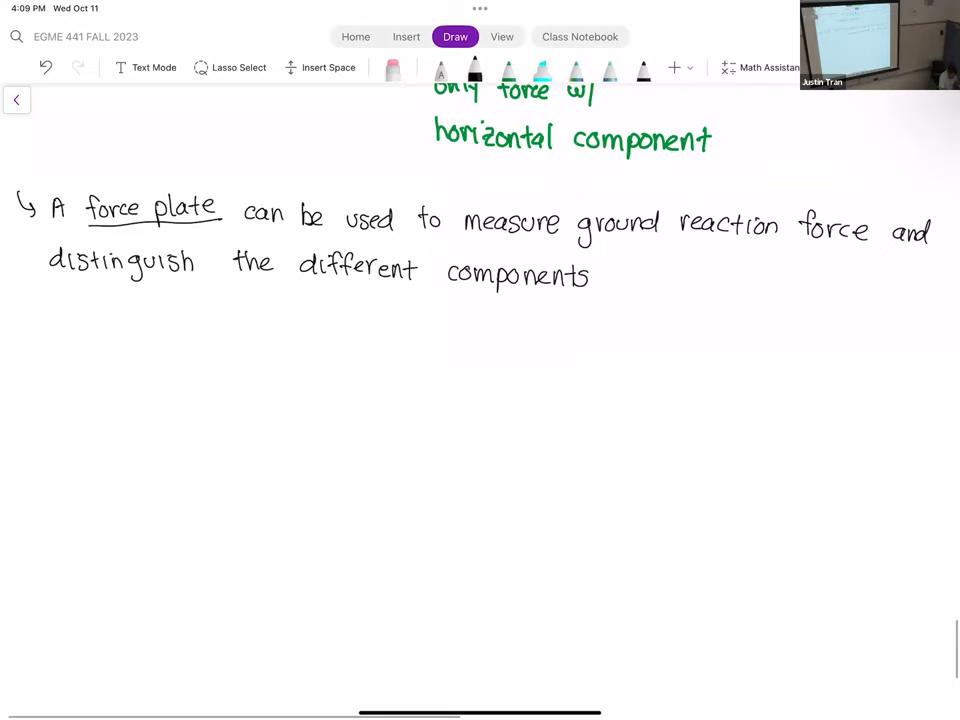 4:09 PM Wed Oct 11
EGME 441 FALL 2023
Home Insert Draw View Class Notebook
Text Mode Lasso Select Insert Space Math Assistan
Justin Tran
only force w/
horizontal component
↳ A force plate can be used to measure ground reaction force and
distinguish the different components